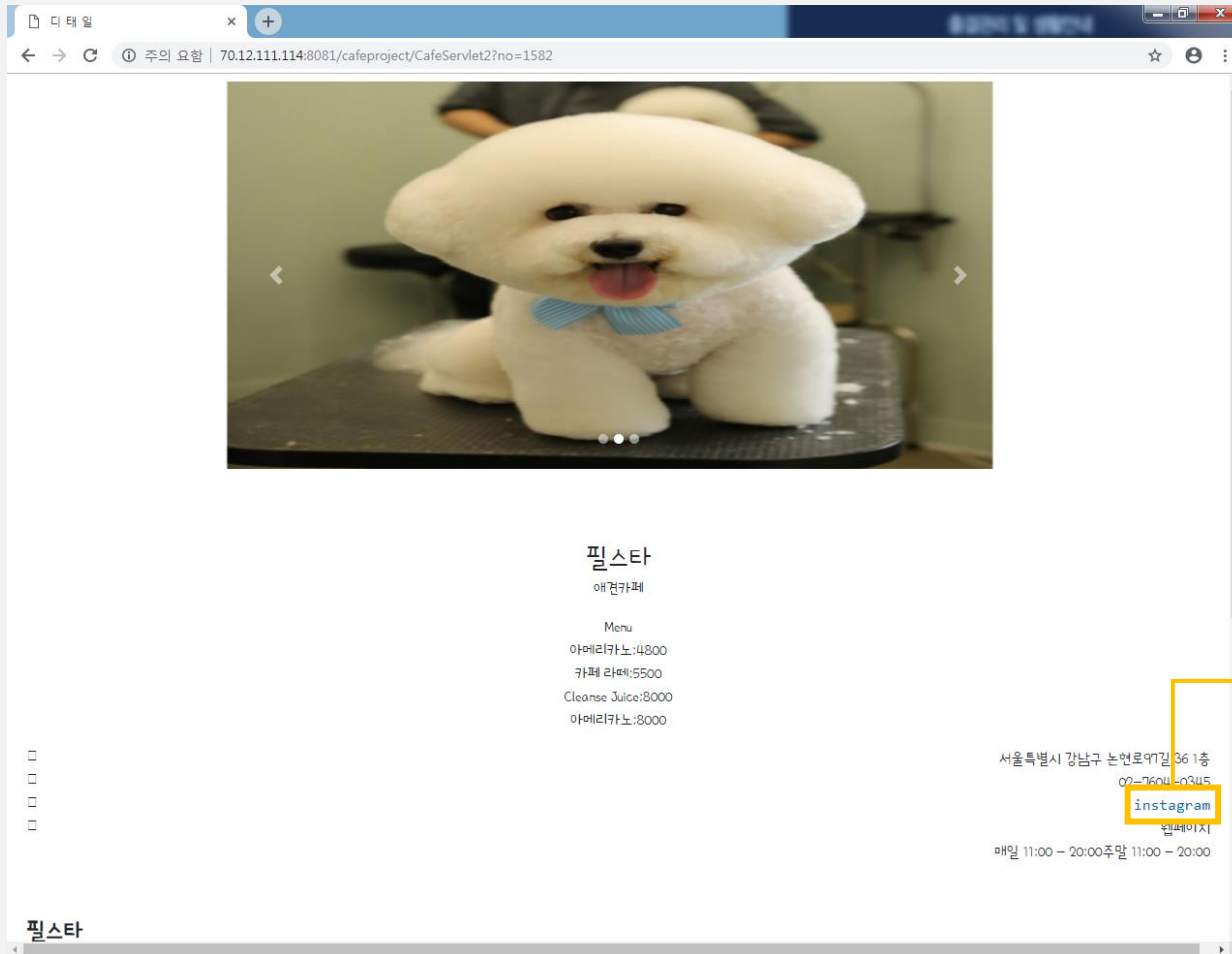 디테일
주의 요함 | 70.12.111.114:8081/cafeproject/CafeServlet2?no=1582
필스타
애견카페
Menu
아메리카노:4800
카페 라떼:5500
Cleanse Juice:8000
아메리카노:8000
서울특별시 강남구 논현로97길 36 1층
02-7604-0345
instagram
웹페이지
매일 11:00 – 20:00주말 11:00 – 20:00
필스타